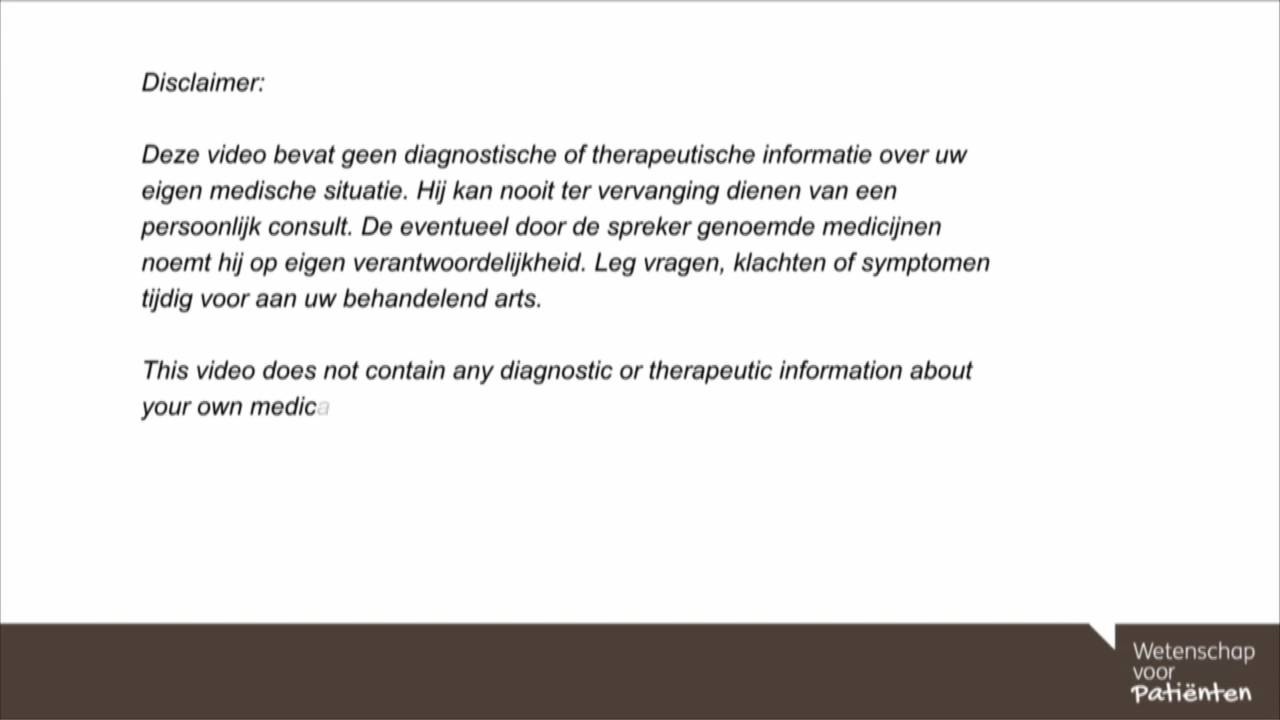 Disclaimer:
Deze video bevat geen diagnostische of therapeutische informatie over uw
eigen medische situatie. Hij kan nooit ter vervanging dienen van een
persoonlijk consult. De eventueel door de spreker genoemde medicijnen
noemt hij op eigen verantwoordelijkheid. Leg vragen, klachten of symptomen
tijdig voor aan uw behandelend arts.
This video does not contain any diagnostic or therapeutic information about
your own medica
Wetenschap
voor
Patiënten